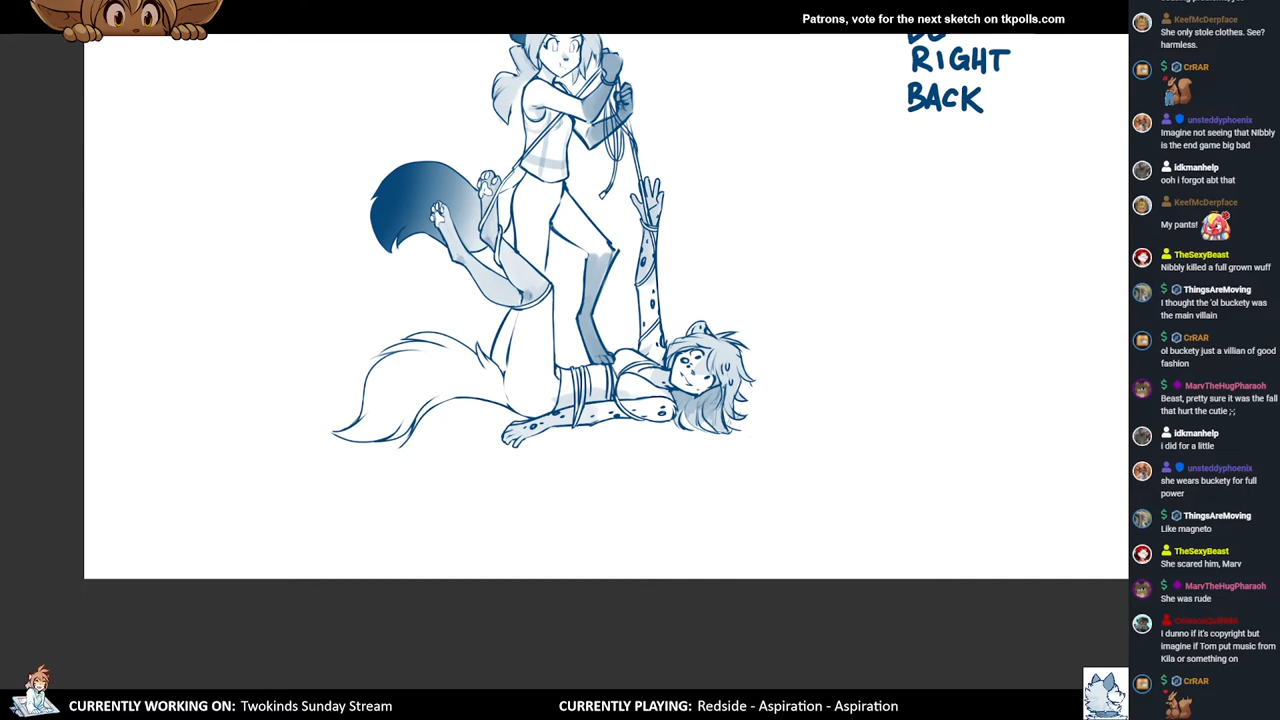 Patrons, vote for the next sketch on tkpolls.com
RIGHT
BACK
KeefMcDerpface
She only stole clothes. See?
harmless.
CrRAR
unsteddyphoenix
Imagine not seeing that Nibbly
is the end game big bad
idkmanhelp
ooh i forgot abt that
KeefMcDerpface
My pants!
TheSexyBeast
Nibbly killed a full grown wuff
ThingsAreMoving
I thought the 'ol buckety was
the main villain
CrRAR
ol buckety just a villian of good
fashion
MarvTheHugPharaoh
Beast, pretty sure it was the fall
that hurt the cutie ;-;
idkmanhelp
i did for a little
unsteddyphoenix
she wears buckety for full
power
ThingsAreMoving
Like magneto
TheSexyBeast
She scared him, Marv
MarvTheHugPharaoh
She was rude
I dunno if it's copyright but
imagine if Tom put music from
Kila or something on
CrRAR
CURRENTLY WORKING ON: Twokinds Sunday Stream
CURRENTLY PLAYING: Redside - Aspiration - Aspiration